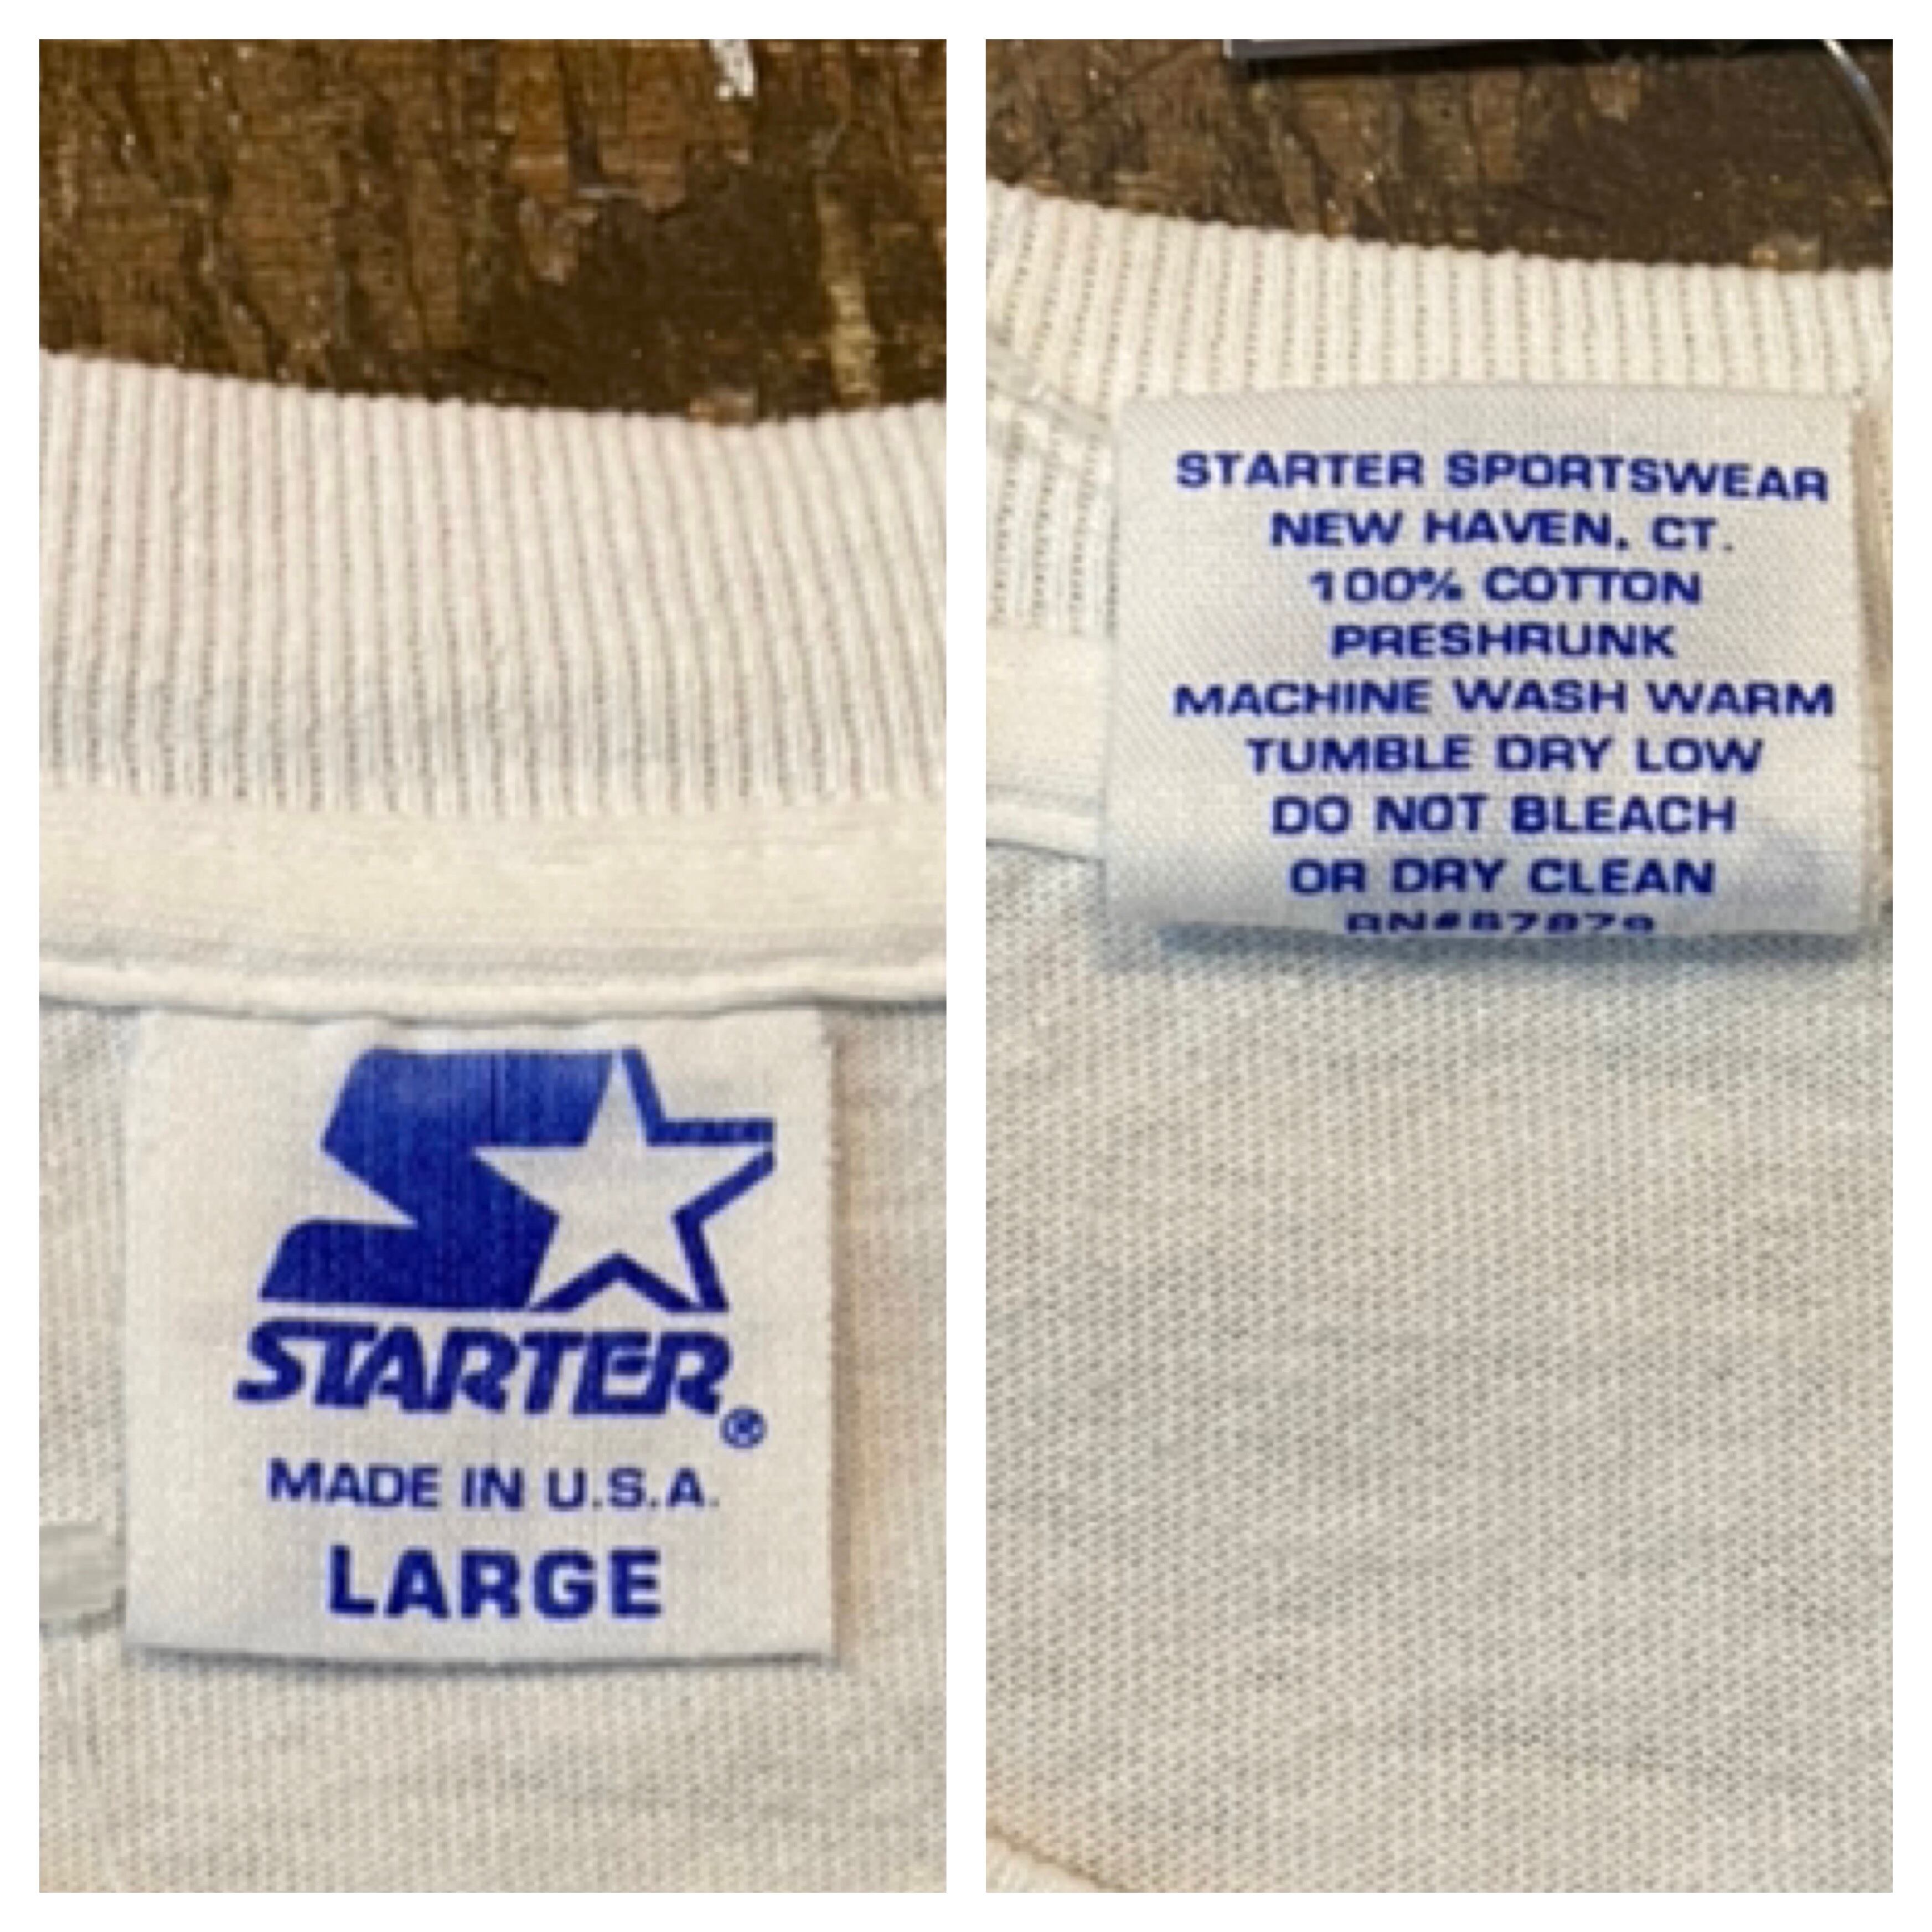 STARTER®
MADE IN U.S.A.
LARGE
STARTER SPORTSWEAR
NEW HAVEN, CT.
100% COTTON
PRESHRUNK
MACHINE WASH WARM
TUMBLE DRY LOW
DO NOT BLEACH
OR DRY CLEAN